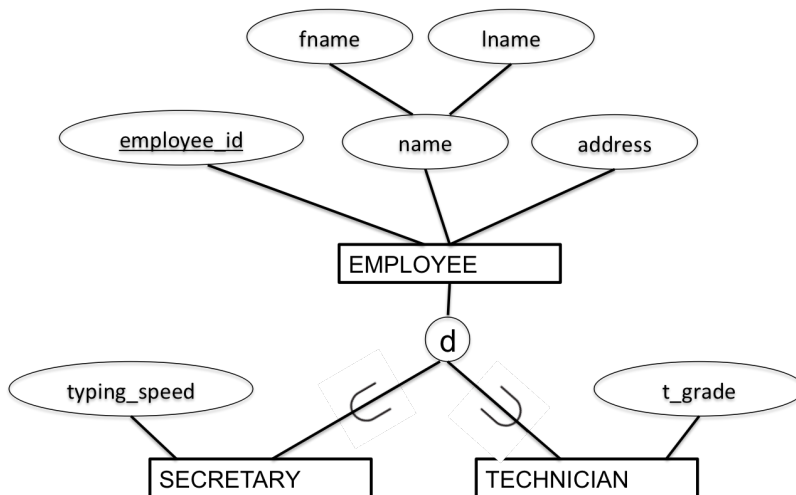 fname
lname
employee_id
name
address
EMPLOYEE
d
typing_speed
t_grade
SECRETARY
TECHNICIAN